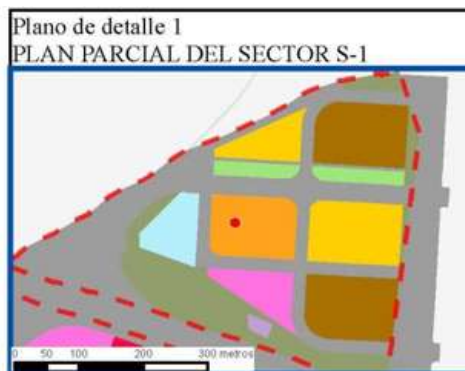 Plano de detalle 1
PLAN PARCIAL DEL SECTOR S-1
0 50 100 200 300 metros